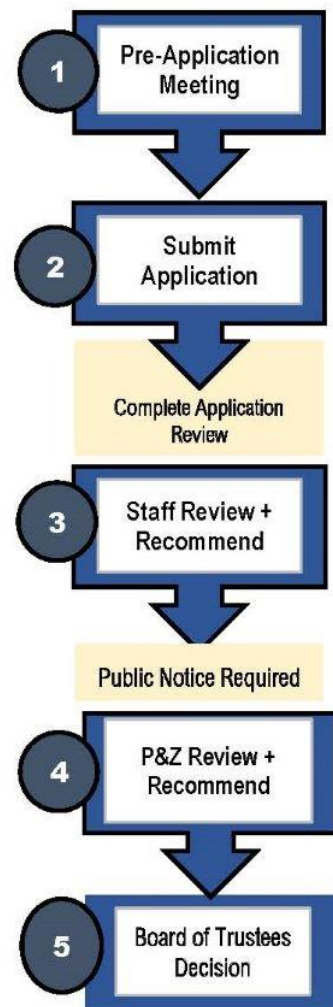 1
Pre-Application
Meeting
2
Submit
Application
Complete Application
Review
3
Staff Review +
Recommend
Public Notice Required
4
P&Z Review +
Recommend
5
Board of Trustees
Decision